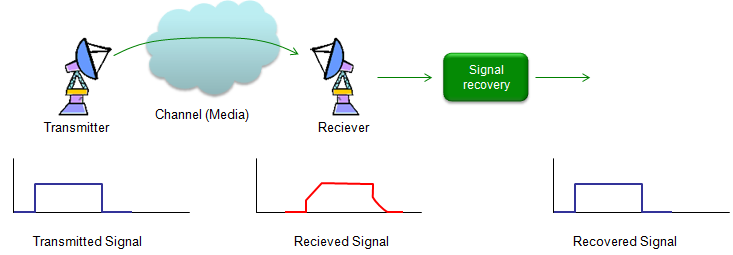 Signal
recovery
Channel (Media)
Transmitter
Reciever
Transmitted Signal
Recieved Signal
Recovered Signal